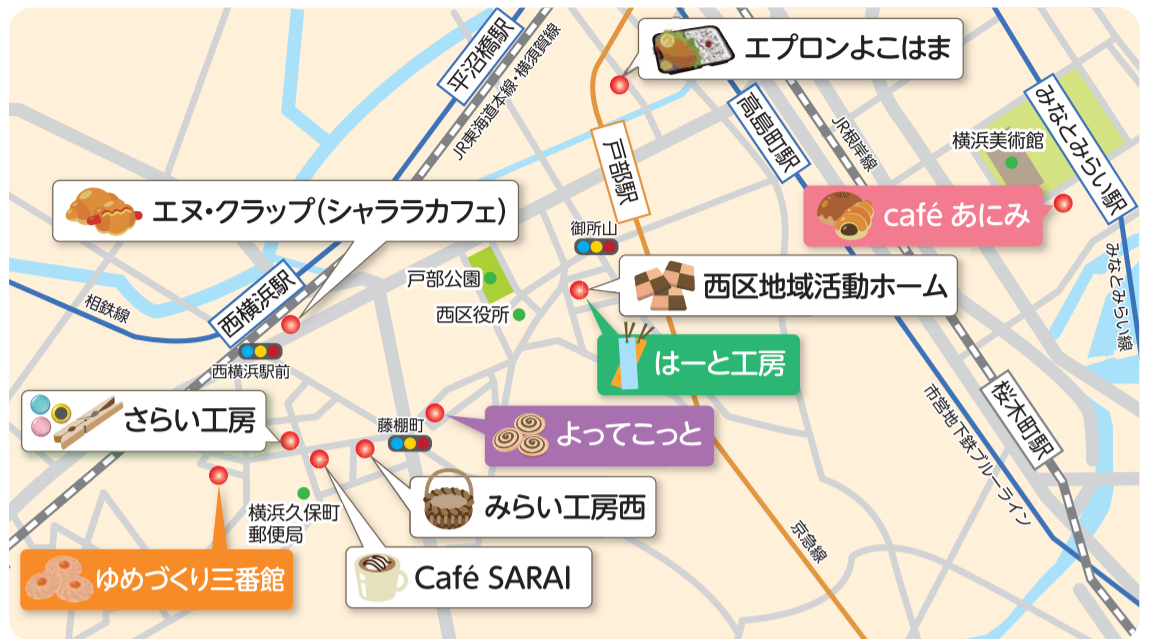 エプロンよこはま
平沼橋駅
JR東海道本線・横須賀線
高島町駅
JR根岸線
みなとみらい駅
横浜美術館
戸部駅
café あにみ
エヌ・クラップ(シャララカフェ)
御所山
みなとみらい線
戸部公園
西区地域活動ホーム
西区役所
相鉄線
西横浜駅
西横浜駅前
はーと工房
さらい工房
藤棚町
よってこっと
桜木町駅
市営地下鉄ブルーライン
みらい工房西
横浜久保町
郵便局
京急線
ゆめづくり三番館
Café SARAI